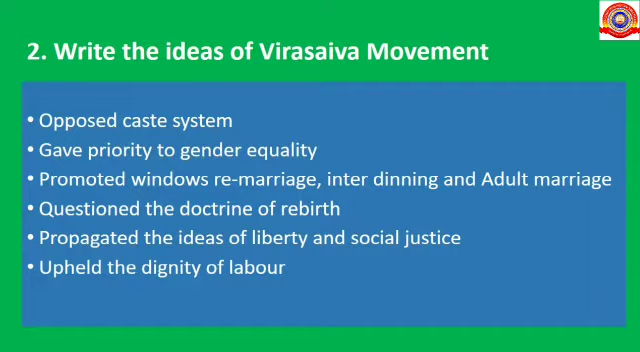 2. Write the ideas of Virasaiva Movement
• Opposed caste system
• Gave priority to gender equality
• Promoted windows re-marriage, inter dinning and Adult marriage
• Questioned the doctrine of rebirth
• Propagated the ideas of liberty and social justice
• Upheld the dignity of labour